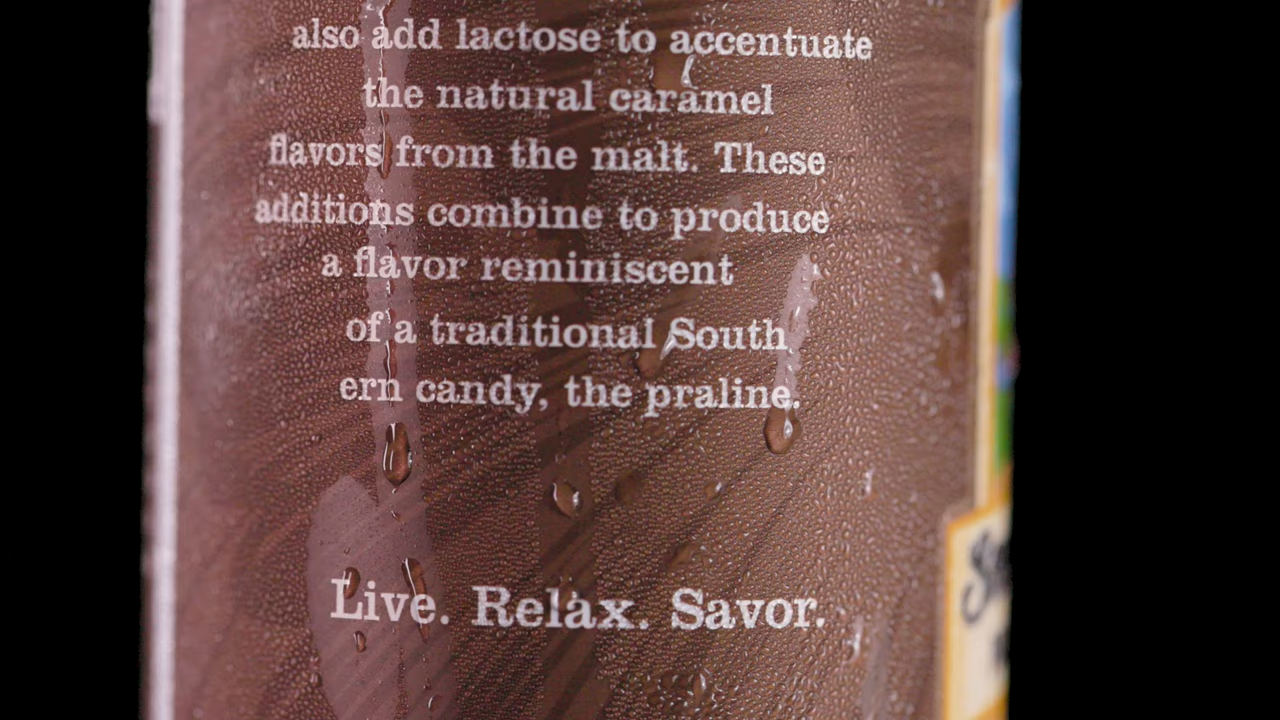 also add lactose to accentuate
the natural caramel
flavors from the malt. These
additions combine to produce
a flavor reminiscent
of a traditional South
ern candy, the praline.
Live. Relax. Savor.